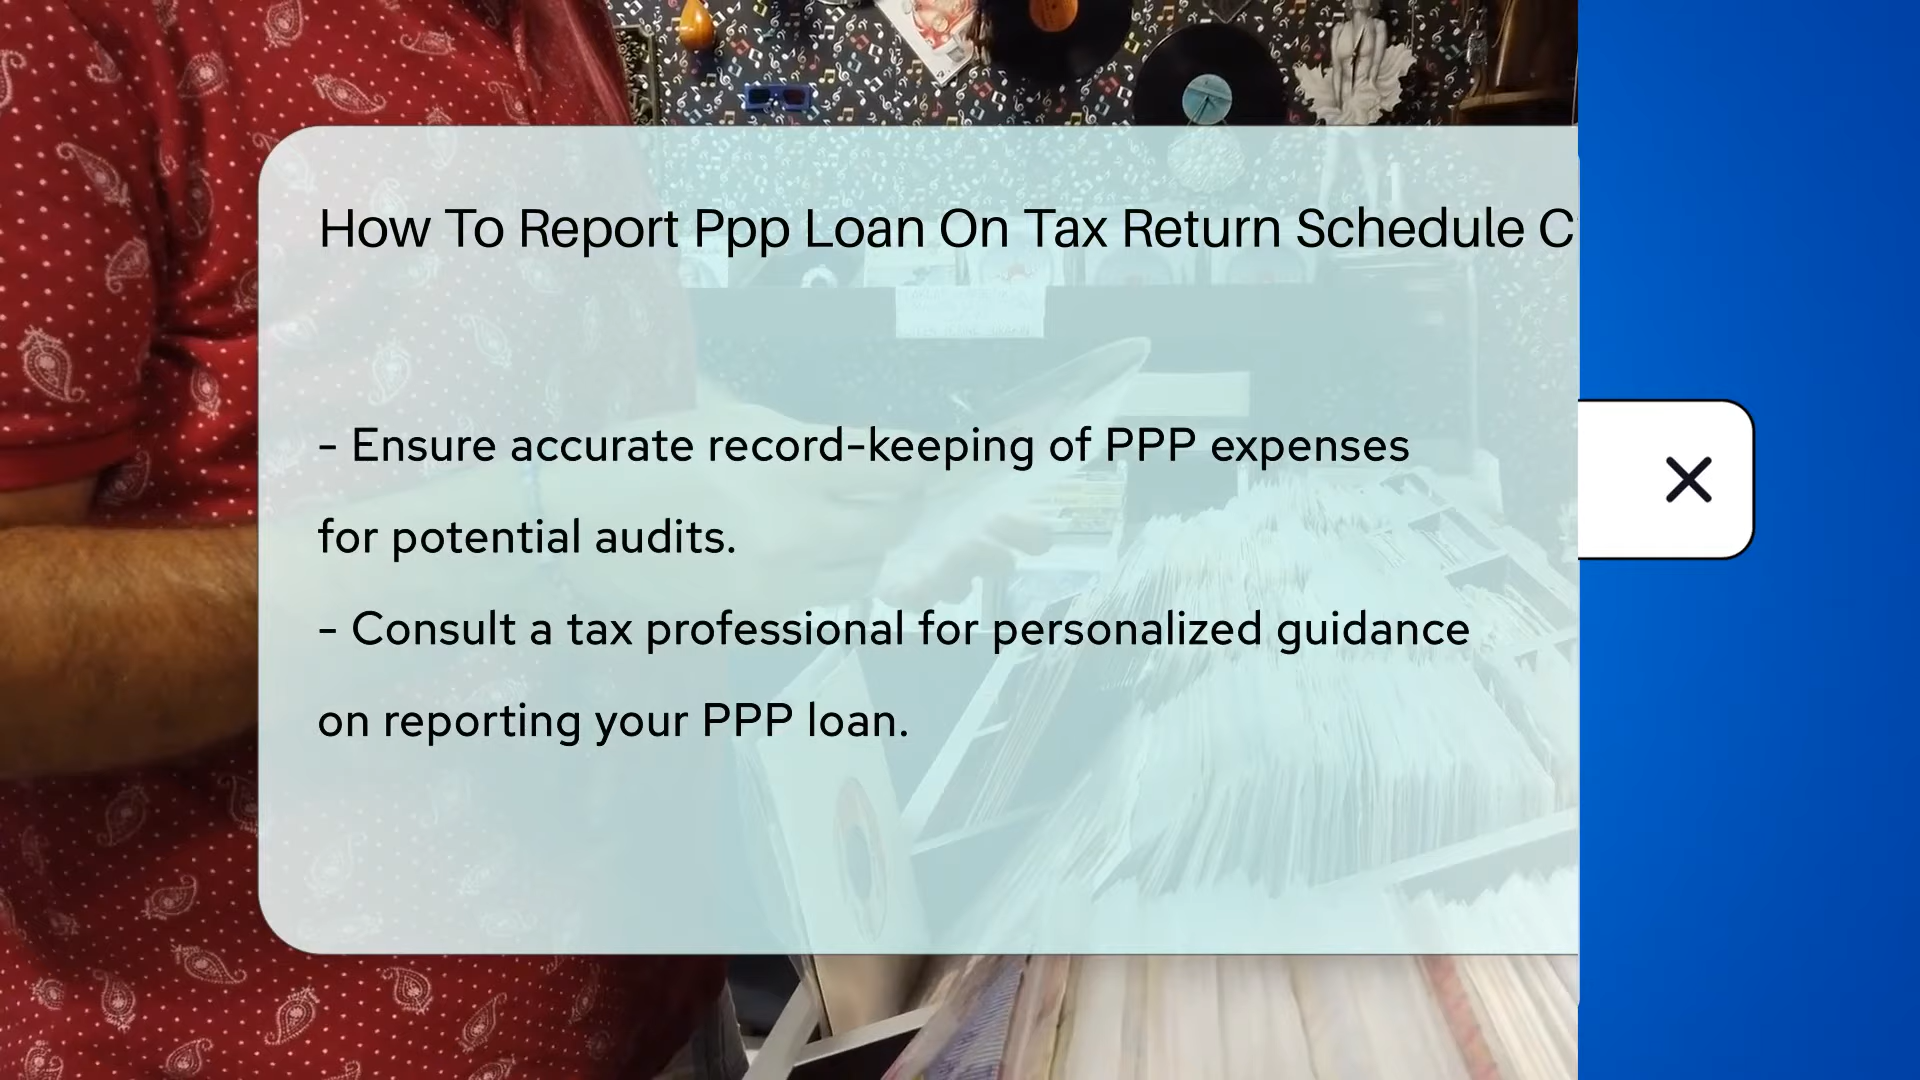 How To Report Ppp Loan On Tax Return Schedule C
- Ensure accurate record-keeping of PPP expenses
for potential audits.
- Consult a tax professional for personalized guidance
on reporting your PPP loan.